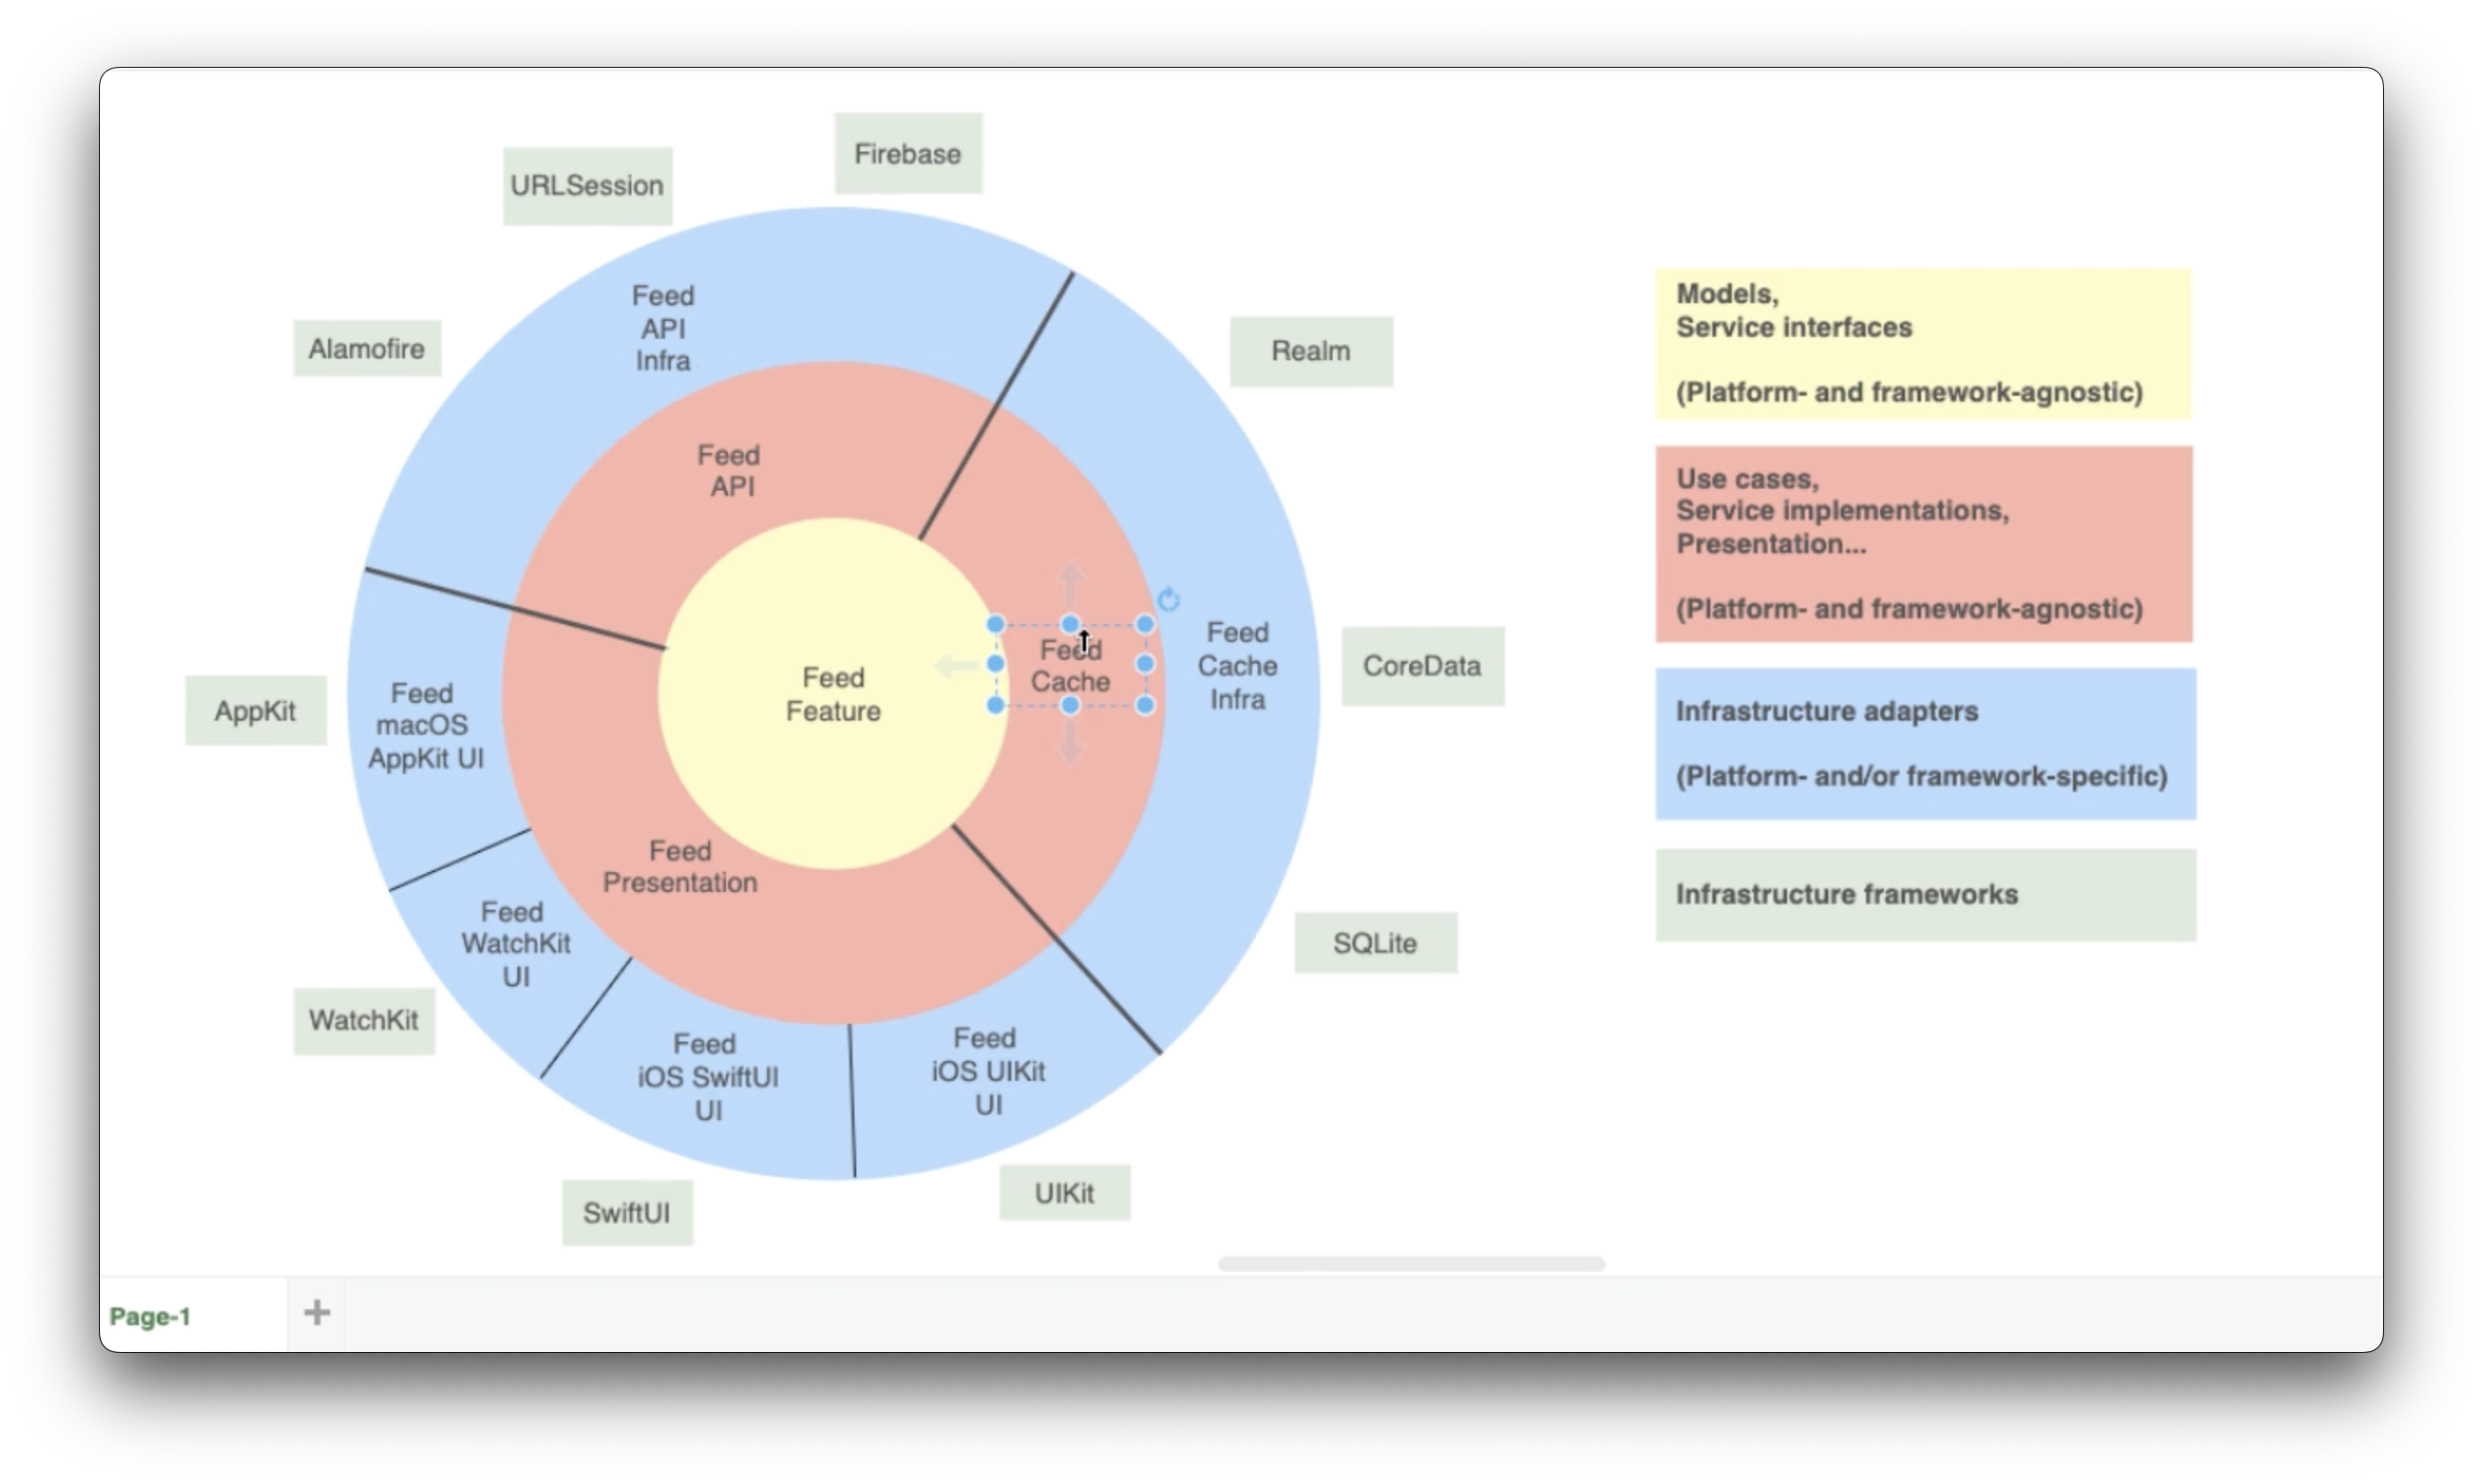 Firebase
URLSession
Feed
API
Infra
Alamofire
Realm
Feed
API
Feed
Cache
Feed
Cache
Infra
CoreData
Feed
Feature
AppKit
Feed
macOS
AppKit UI
Feed
Presentation
Feed
WatchKit
UI
SQLite
WatchKit
Feed
iOS SwiftUI
UI
Feed
iOS UIKit
UI
SwiftUI
UIKit
Models,
Service interfaces
(Platform- and framework-agnostic)
Use cases,
Service implementations,
Presentation...
(Platform- and framework-agnostic)
Infrastructure adapters
(Platform- and/or framework-specific)
Infrastructure frameworks
Page-1